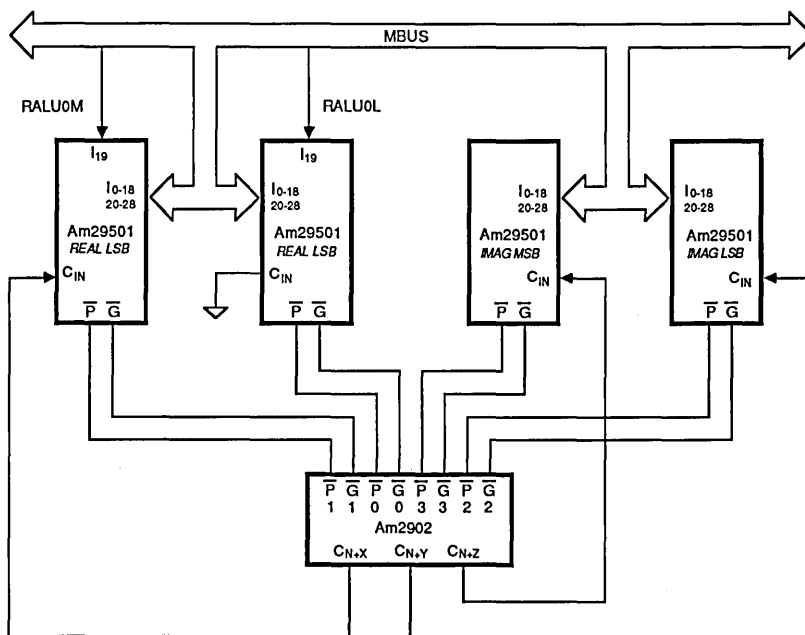 MBUS
RALU0M
RALU0L
I19
I0-18
20-28
Am29501
REAL LSB
CIN
P G
I19
I0-18
20-28
Am29501
REAL LSB
CIN
P G
I0-18
20-28
Am29501
IMAG MSB
CIN
P G
I0-18
20-28
Am29501
IMAG LSB
CIN
P G
P G P G P G P G
1 1 0 0 3 3 2 2
Am2902
CN+X CN+Y CN+Z